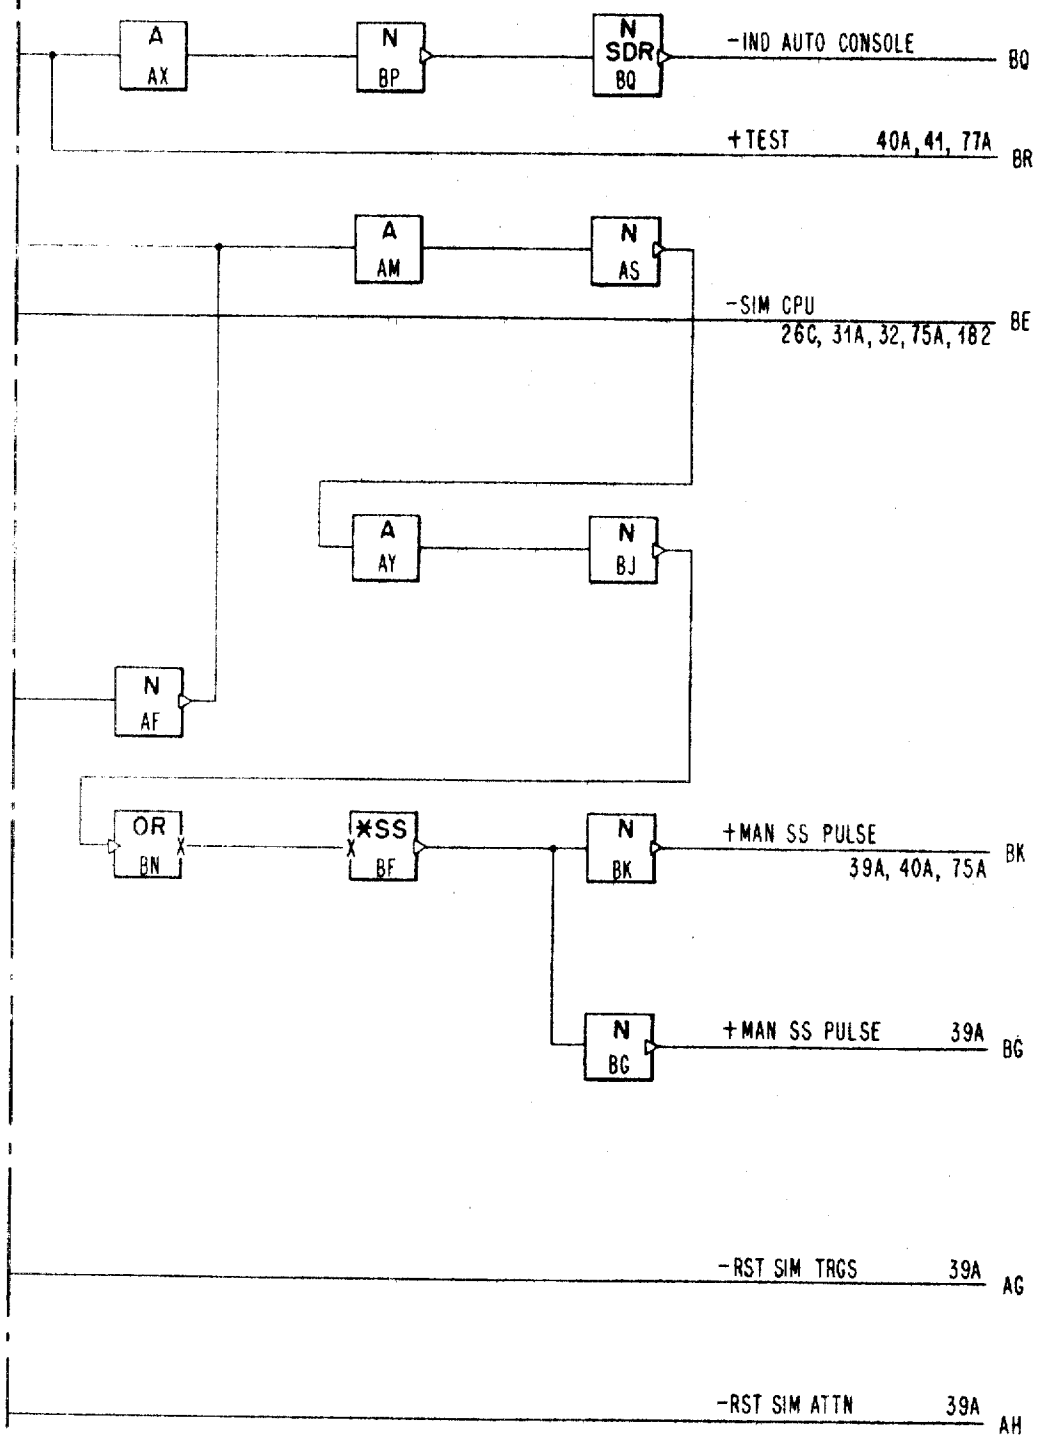 A
AX
N
BP
N
SDR
BQ
-IND AUTO CONSOLE
BQ
+TEST 40A, 41, 77A
BR
A
AM
N
AS
-SIM CPU
26C, 31A, 32, 75A, 182
BE
A
AY
N
BJ
N
AF
OR
BN
X
X
*SS
BF
N
BK
+MAN SS PULSE
39A, 40A, 75A
BK
N
BG
+MAN SS PULSE 39A
BG
-RST SIM TRGS 39A
AG
-RST SIM ATTN 39A
AH